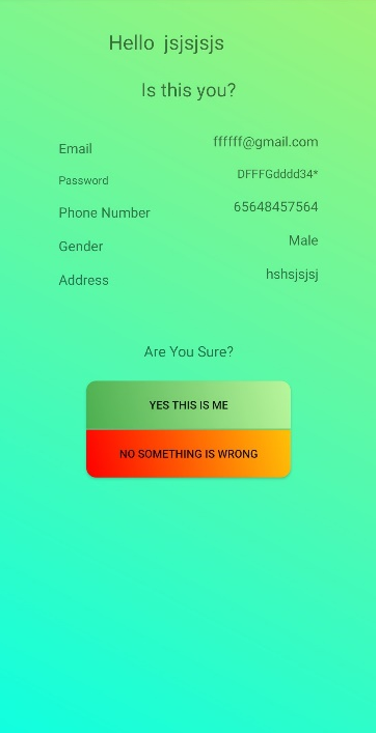 Hello jsjsjsjs
Is this you?
Email ffffff@gmail.com
Password DFFFGdddd34*
Phone Number 65648457564
Gender Male
Address hshsjsjsj
Are You Sure?
YES THIS IS ME
NO SOMETHING IS WRONG